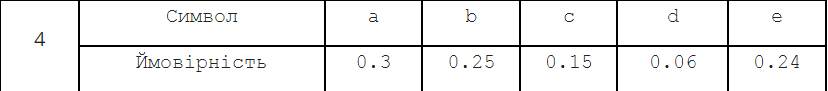 4
Символ a b c d e
Ймовірність 0.3 0.25 0.15 0.06 0.24